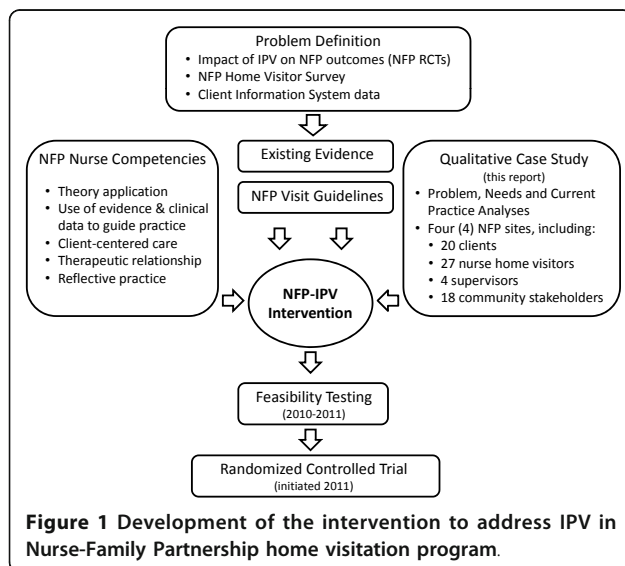 Problem Definition
• Impact of IPV on NFP outcomes (NFP RCTs)
• NFP Home Visitor Survey
• Client Information System data
Existing Evidence
NFP Visit Guidelines
NFP Nurse Competencies
• Theory application
• Use of evidence & clinical
data to guide practice
• Client-centered care
• Therapeutic relationship
• Reflective practice
Qualitative Case Study
(this report)
• Problem, Needs and Current
Practice Analyses
• Four (4) NFP sites, including:
• 20 clients
• 27 nurse home visitors
• 4 supervisors
• 18 community stakeholders
NFP-IPV
Intervention
Feasibility Testing
(2010-2011)
Randomized Controlled Trial
(initiated 2011)
Figure 1 Development of the intervention to address IPV in
Nurse-Family Partnership home visitation program.